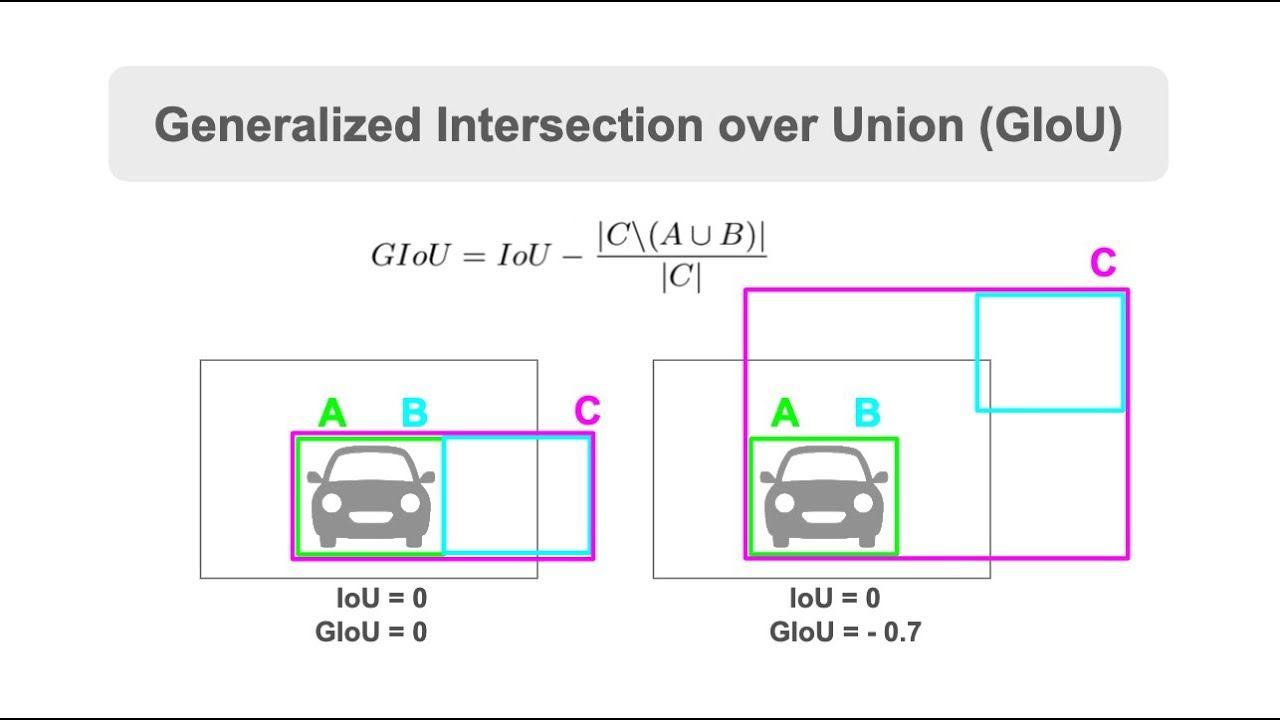 Generalized Intersection over Union (GIoU)
GIoU = IoU − |C\(A ∪ B)| / |C|
C
A B C
A B
IoU = 0
GIoU = 0
IoU = 0
GIoU = - 0.7